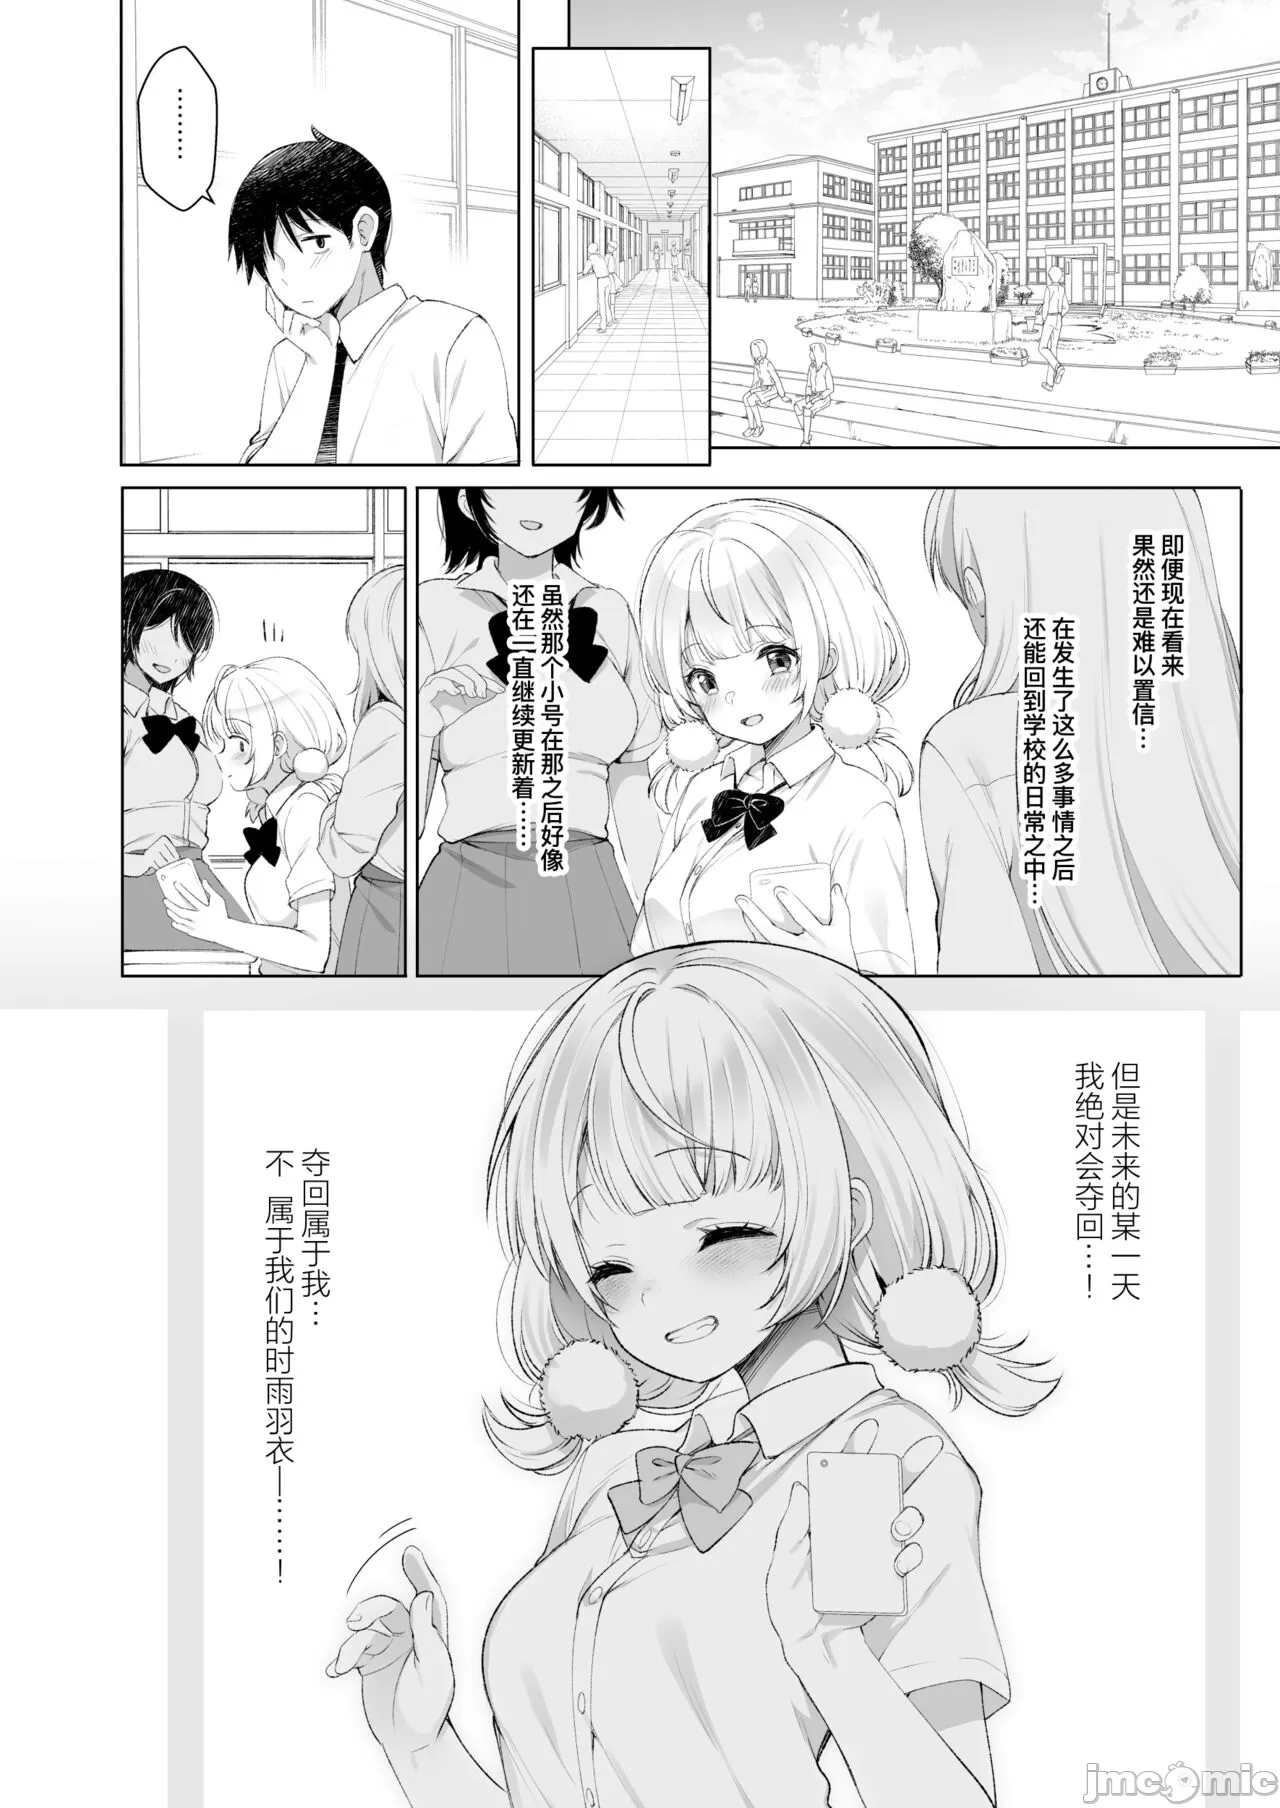 ………
即便现在看来
果然还是难以置信…
在发生了这么多事情之后
还能回到学校的日常之中…
虽然那个小号在那之后好像
还在一直继续更新着……
但是未来的某一天
我绝对会夺回…！
夺回属于我…
不 属于我们的时雨羽衣—……！
jmcomic